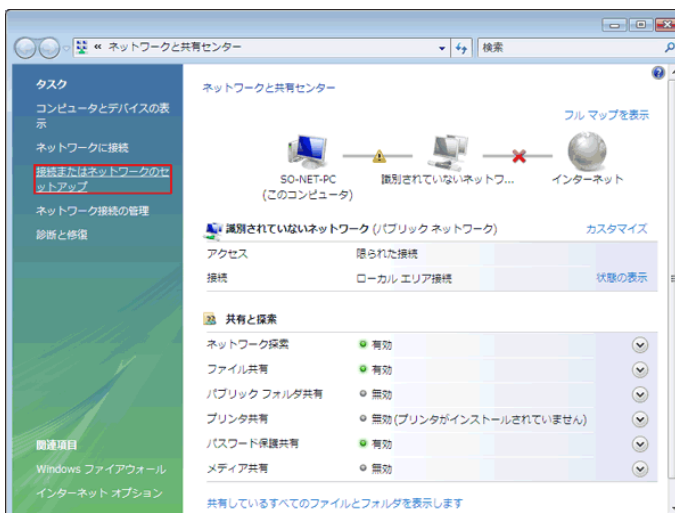 « ネットワークと共有センター
検索
タスク
コンピュータとデバイスの表
示
ネットワークに接続
接続またはネットワークのセ
ットアップ
ネットワーク接続の管理
診断と修復
関連項目
Windows ファイアウォール
インターネット オプション
ネットワークと共有センター
フル マップを表示
SO-NET-PC
(このコンピュータ)
識別されていないネットワ...
インターネット
識別されていないネットワーク (パブリック ネットワーク)
カスタマイズ
アクセス
限られた接続
接続
ローカル エリア接続
状態の表示
共有と探索
ネットワーク探索
有効
ファイル共有
有効
パブリック フォルダ共有
無効
プリンタ共有
無効(プリンタがインストールされていません)
パスワード保護共有
有効
メディア共有
無効
共有しているすべてのファイルとフォルダを表示します